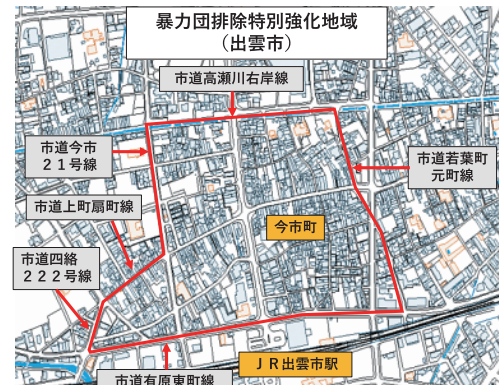 暴力団排除特別強化地域
（出雲市）
市道高瀬川右岸線
市道今市
２１号線
市道若葉町
元町線
市道上町扇町線
今市町
市道四絡
２２２号線
ＪＲ出雲市駅
市道有原東町線